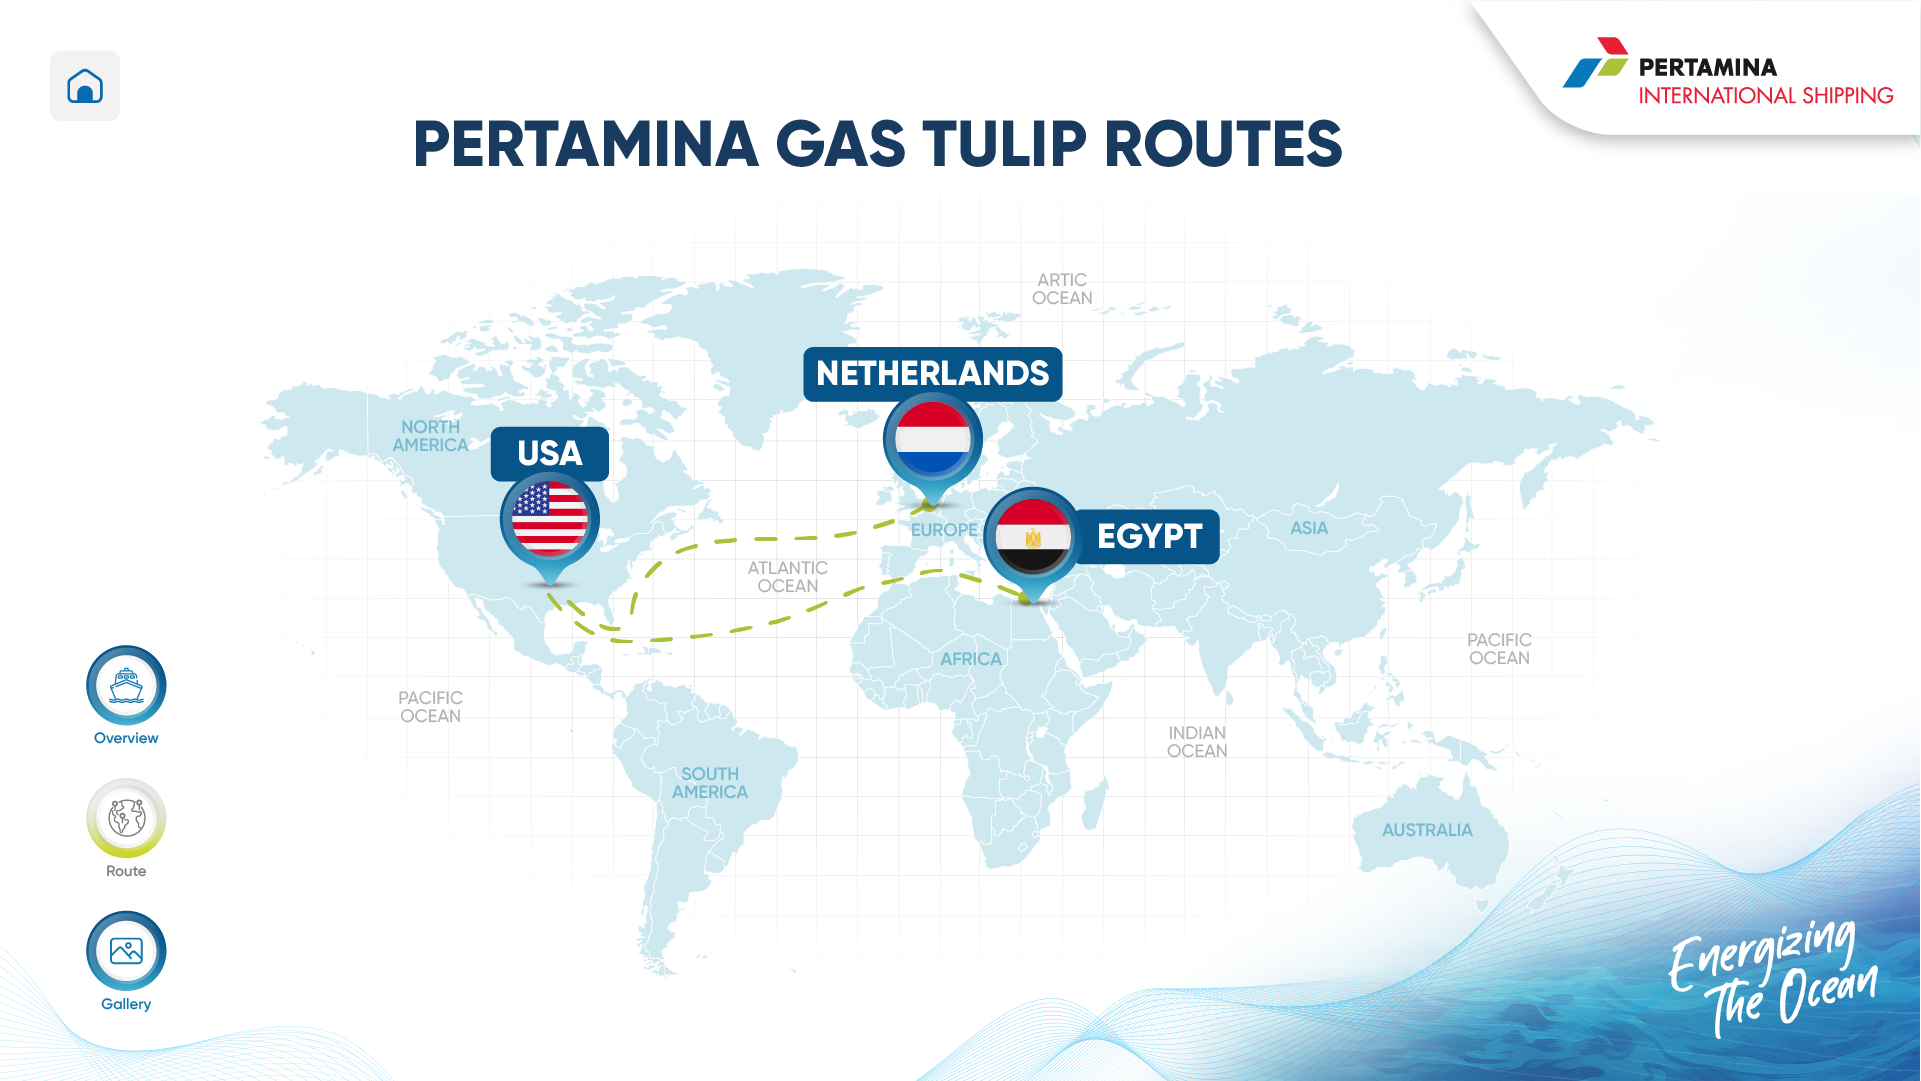 PERTAMINA
INTERNATIONAL SHIPPING
PERTAMINA GAS TULIP ROUTES
ARTIC
OCEAN
NETHERLANDS
NORTH
AMERICA
USA
EUROPE
EGYPT
ASIA
ATLANTIC
OCEAN
AFRICA
PACIFIC
OCEAN
PACIFIC
OCEAN
INDIAN
OCEAN
SOUTH
AMERICA
AUSTRALIA
Overview
Route
Gallery
Energizing
The Ocean